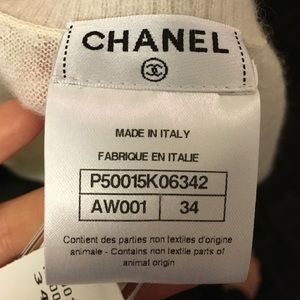 CHANEL
MADE IN ITALY
FABRIQUE EN ITALIE
P50015K06342
AW001 34
Contient des parties non textiles d'origine
animale - Contains non textile parts of
animal origin
34